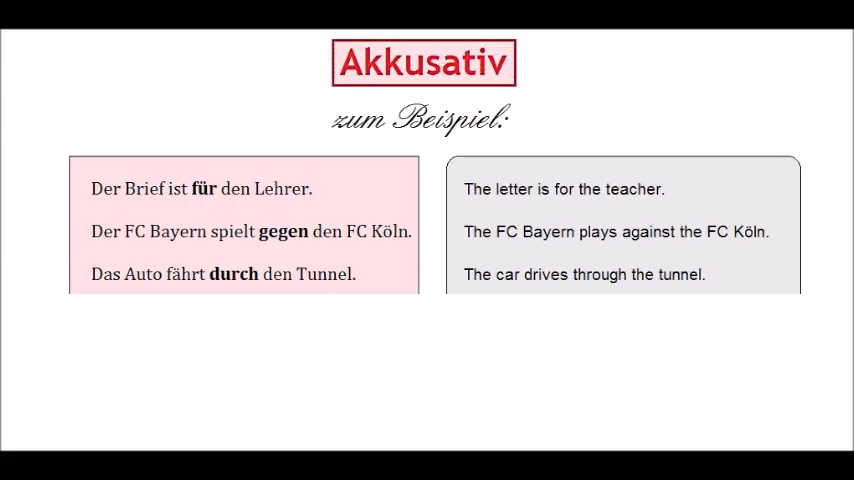 Akkusativ
zum Beispiel:
Der Brief ist für den Lehrer.
Der FC Bayern spielt gegen den FC Köln.
Das Auto fährt durch den Tunnel.
The letter is for the teacher.
The FC Bayern plays against the FC Köln.
The car drives through the tunnel.